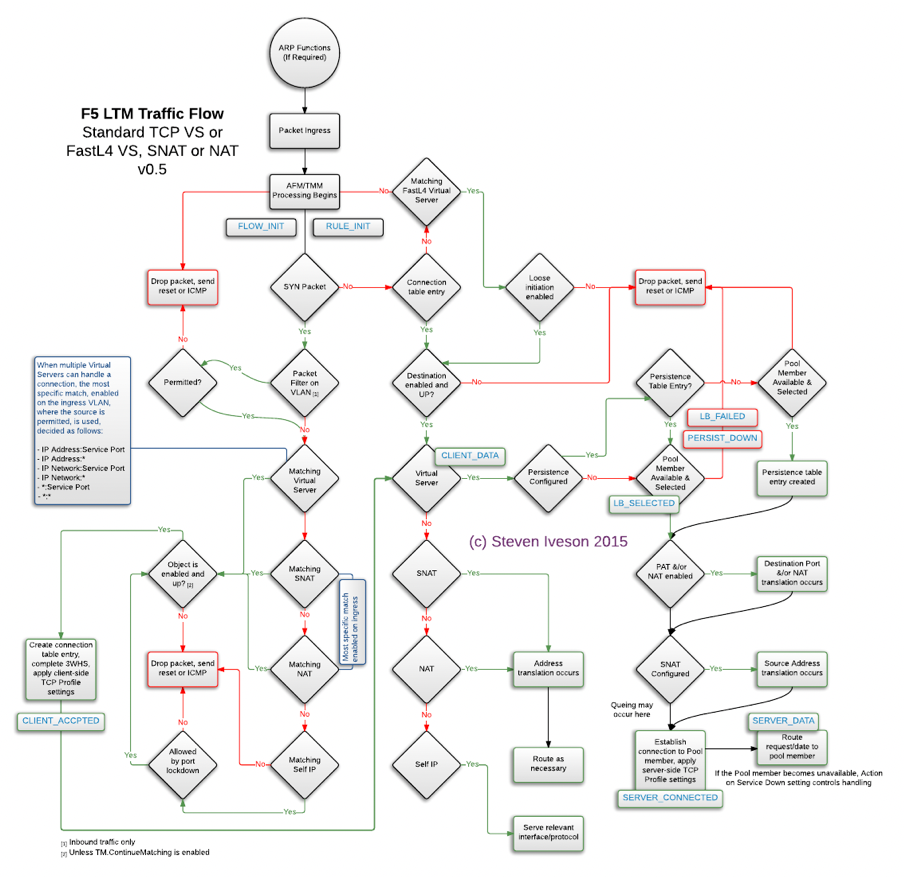 ARP Functions
(If Required)
F5 LTM Traffic Flow
Standard TCP VS or
FastL4 VS, SNAT or NAT
v0.5
Packet Ingress
AFM/TMM
Processing Begins
No
Matching
FastL4 Virtual
Server
Yes
FLOW_INIT
RULE_INIT
No
Drop packet, send
reset or ICMP
SYN Packet
No
Connection
table entry
Loose
initiation
enabled
No
Drop packet, send
reset or ICMP
No
Yes
Yes
Yes
Permitted?
Yes
Packet
Filter on
VLAN [1]
Destination
enabled and
UP?
No
Persistence
Table Entry?
No
Pool
Member
Available &
Selected
When multiple Virtual
Servers can handle a
connection, the most
specific match, enabled
on the ingress VLAN,
where the source is
permitted, is used,
decided as follows:
- IP Address:Service Port
- IP Address:*
- IP Network:Service Port
- IP Network:*
- *:Service Port
- *:*
Yes
No
Yes
LB_FAILED
PERSIST_DOWN
Yes
Yes
Yes
CLIENT_DATA
Yes
Matching
Virtual
Server
Virtual
Server
Yes
Persistence
Configured
No
Pool
Member
Available &
Selected
Persistence table
entry created
LB_SELECTED
Yes
No
(c) Steven Iveson 2015
Object is
enabled and
up? [2]
Yes
Matching
SNAT
Most specific match
enabled on ingress
SNAT
Yes
PAT &/or
NAT enabled
Yes
Destination Port
&/or NAT
translation occurs
No
No
No
Create connection
table entry,
complete 3WHS,
apply client-side
TCP Profile
settings
Drop packet, send
reset or ICMP
Yes
Matching
NAT
NAT
Yes
Address
translation occurs
SNAT
Configured
Yes
Source Address
translation occurs
CLIENT_ACCPTED
No
No
No
Queing may
occur here
SERVER_DATA
Yes
Allowed
by port
lockdown
No
Matching
Self IP
Self IP
Yes
Route as
necessary
Establish
connection to Pool
member, apply
server-side TCP
Profile settings
Route
request/date to
pool member
If the Pool member becomes unavailable, Action
on Service Down setting controls handling
SERVER_CONNECTED
Yes
Serve relevant
interface/protocol
[1] Inbound traffic only
[2] Unless TM.ContinueMatching is enabled